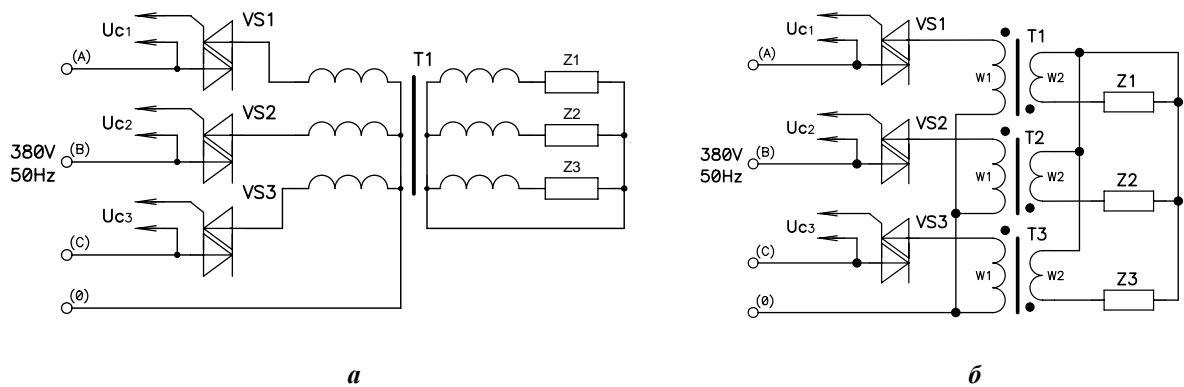 Uc1
VS1
(A)
T1
Z1
Uc2
VS2
Z2
380V
50Hz
(B)
Z3
VS3
Uc3
(C)
(0)
а
Uc1
VS1
T1
(A)
W1
W2
Z1
Uc2
VS2
T2
380V
50Hz
(B)
W1
W2
Z2
Uc3
VS3
T3
(C)
W1
W2
Z3
(0)
б